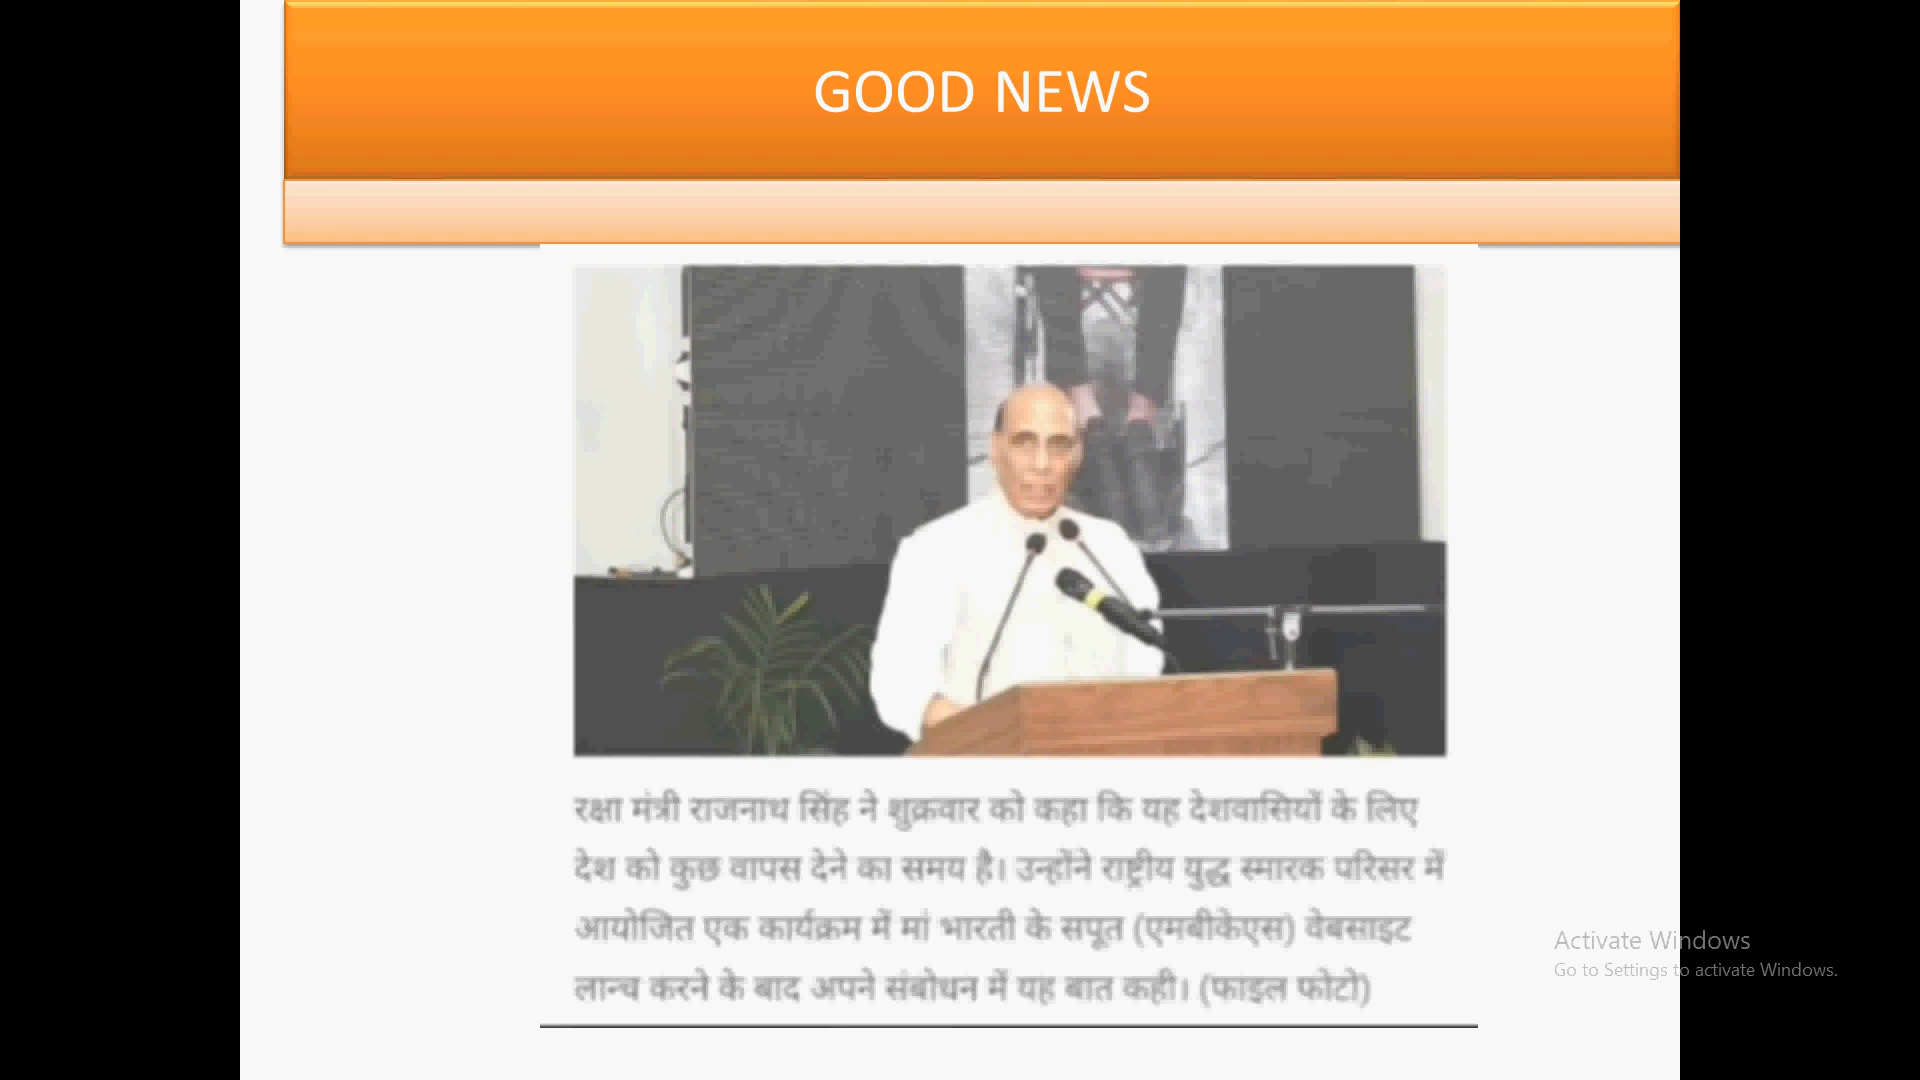 GOOD NEWS
रक्षा मंत्री राजनाथ सिंह ने शुक्रवार को कहा कि यह देशवासियों के लिए
देश को कुछ वापस देने का समय है। उन्होंने राष्ट्रीय युद्ध स्मारक परिसर में
आयोजित एक कार्यक्रम में मां भारती के सपूत (एमबीकेएस) वेबसाइट
लान्च करने के बाद अपने संबोधन में यह बात कही। (फाइल फोटो)
Activate Windows
Go to Settings to activate Windows.